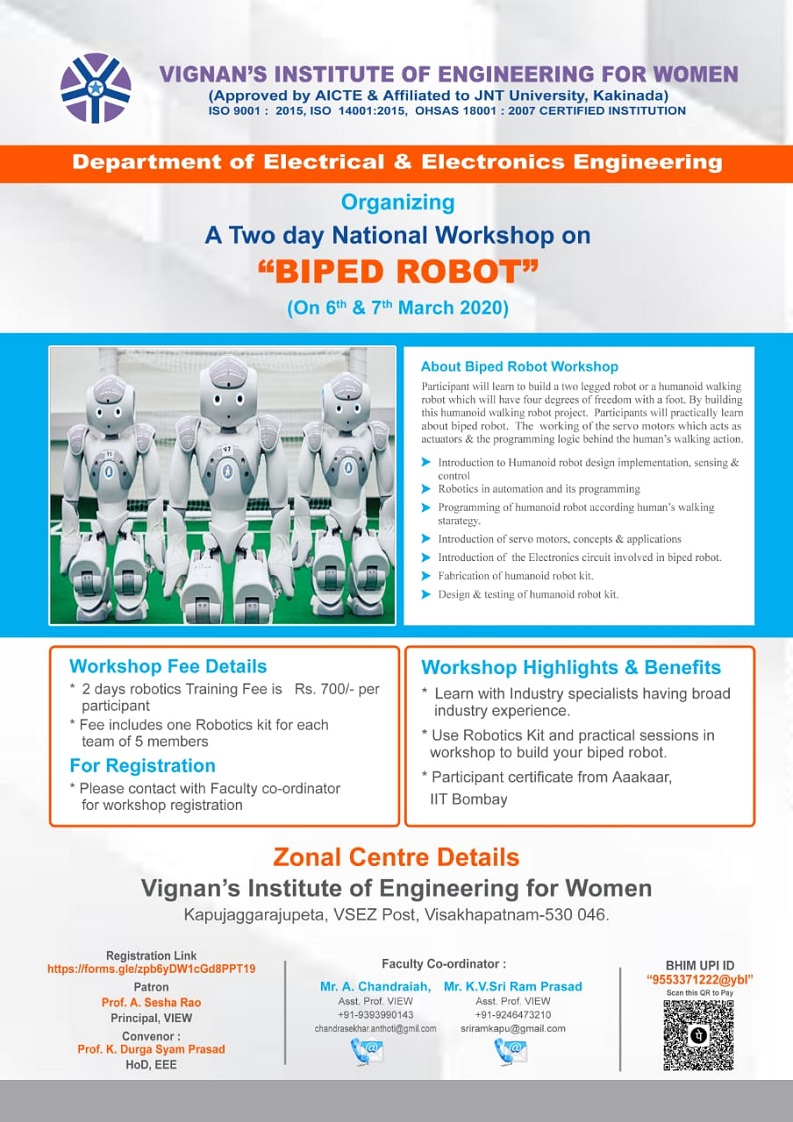 VIGNAN'S INSTITUTE OF ENGINEERING FOR WOMEN
(Approved by AICTE & Affiliated to JNT University, Kakinada)
ISO 9001 : 2015, ISO 14001:2015, OHSAS 18001 : 2007 CERTIFIED INSTITUTION
Department of Electrical & Electronics Engineering
Organizing
A Two day National Workshop on
“BIPED ROBOT”
(On 6th & 7th March 2020)
About Biped Robot Workshop
Participant will learn to build a two legged robot or a humanoid walking
robot which will have four degrees of freedom with a foot. By building
this humanoid walking robot project. Participants will practically learn
about biped robot. The working of the servo motors which acts as
actuators & the programming logic behind the human's walking action.
➤ Introduction to Humanoid robot design implementation, sensing &
control
➤ Robotics in automation and its programming
➤ Programming of humanoid robot according human's walking
starategy.
➤ Introduction of servo motors, concepts & applications
➤ Introduction of the Electronics circuit involved in biped robot.
➤ Fabrication of humanoid robot kit.
➤ Design & testing of humanoid robot kit.
Workshop Fee Details
* 2 days robotics Training Fee is Rs. 700/- per
participant
* Fee includes one Robotics kit for each
team of 5 members
For Registration
* Please contact with Faculty co-ordinator
for workshop registration
Workshop Highlights & Benefits
* Learn with Industry specialists having broad
industry experience.
* Use Robotics Kit and practical sessions in
workshop to build your biped robot.
* Participant certificate from Aaakaar,
IIT Bombay
Zonal Centre Details
Vignan's Institute of Engineering for Women
Kapujaggarajupeta, VSEZ Post, Visakhapatnam-530 046.
Registration Link
https://forms.gle/zpb6yDW1cGd8PPT19
Patron
Prof. A. Sesha Rao
Principal, VIEW
Convenor :
Prof. K. Durga Syam Prasad
HoD, EEE
Faculty Co-ordinator :
Mr. A. Chandraiah,
Asst. Prof. VIEW
+91-9393990143
chandrasekhar.anthoti@gmil.com
Mr. K.V.Sri Ram Prasad
Asst. Prof. VIEW
+91-9246473210
sriramkapu@gmail.com
BHIM UPI ID
“9553371222@ybl”
Scan this QR to Pay